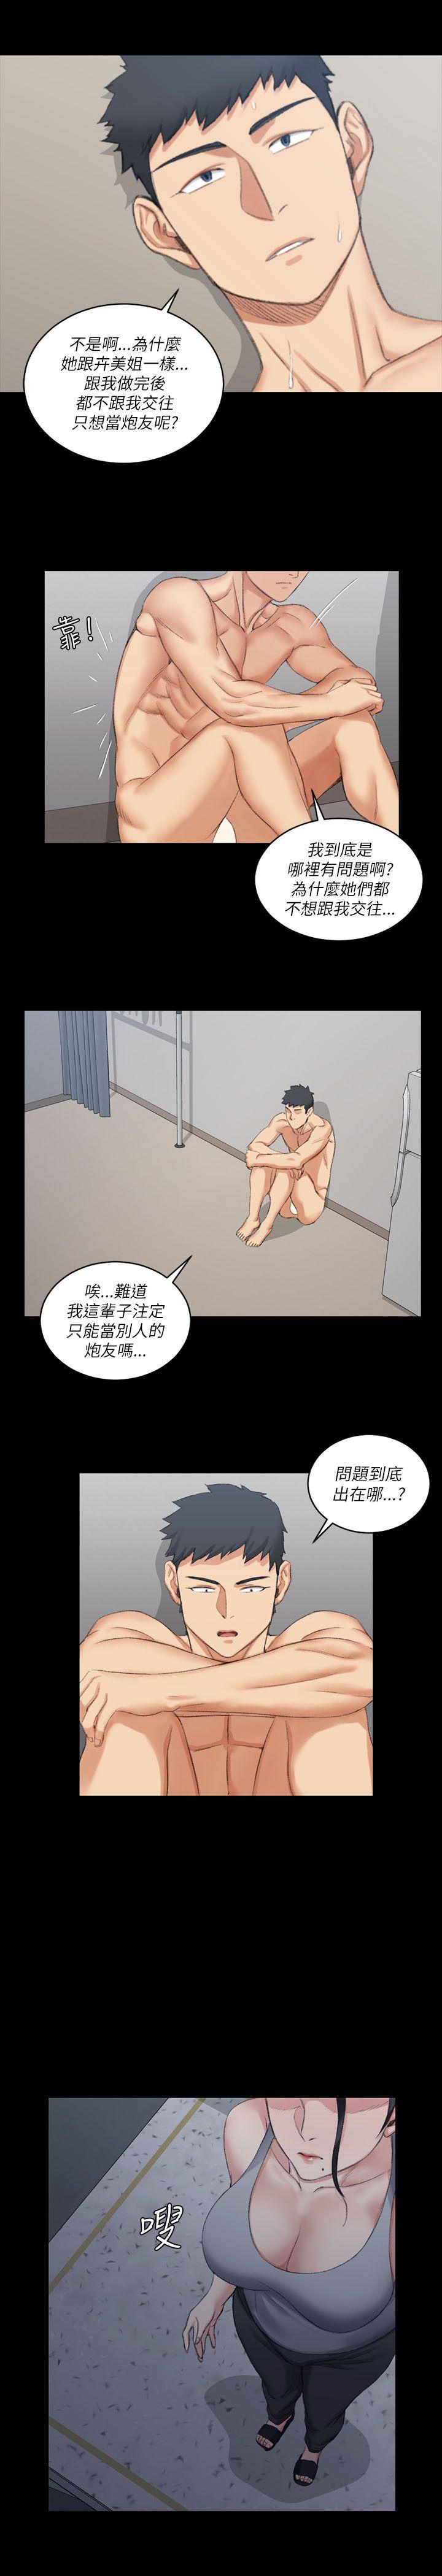 不是啊...為什麼
她跟卉美姐一樣...
跟我做完後
都不跟我交往
只想當炮友呢?
靠!
我到底是
哪裡有問題啊?
為什麼她們都
不想跟我交往...
唉...難道
我這輩子注定
只能當別人的
炮友嗎...
問題到底
出在哪...?
嗖